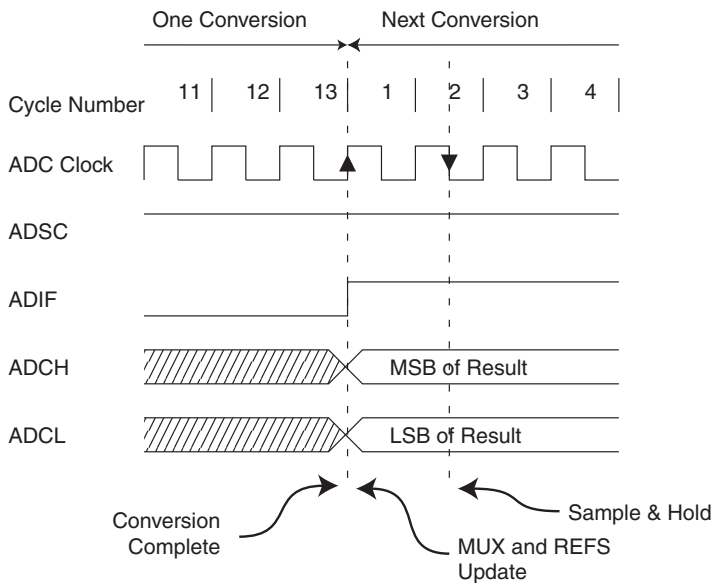 One Conversion Next Conversion
Cycle Number 11 12 13 1 2 3 4
ADC Clock
ADSC
ADIF
ADCH MSB of Result
ADCL LSB of Result
Conversion
Complete
MUX and REFS
Update
Sample & Hold